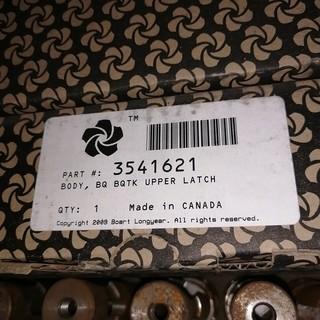 TM
PART #: 3541621
BODY, BQ BQTK UPPER LATCH
QTY: 1 Made in CANADA
Copyright 2009 Boart Longyear. All rights reserved.